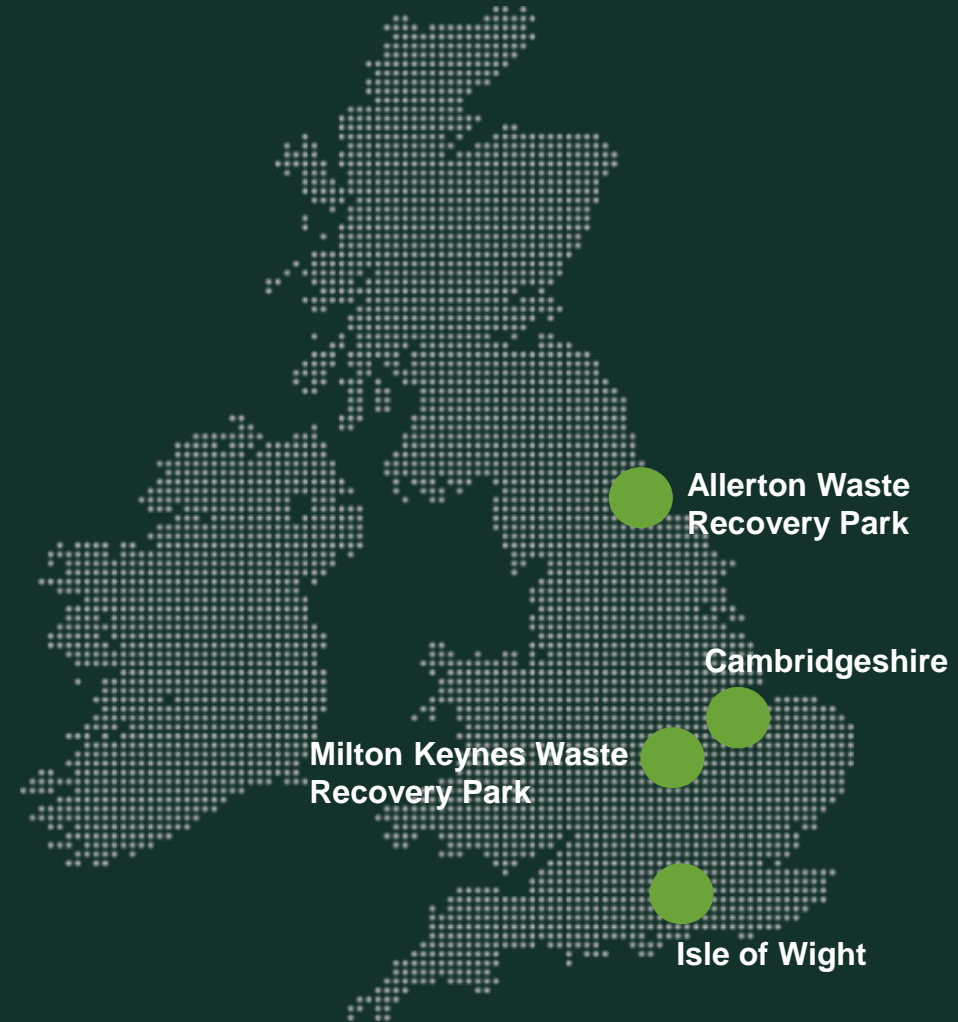 Allerton Waste
Recovery Park
Cambridgeshire
Milton Keynes Waste
Recovery Park
Isle of Wight